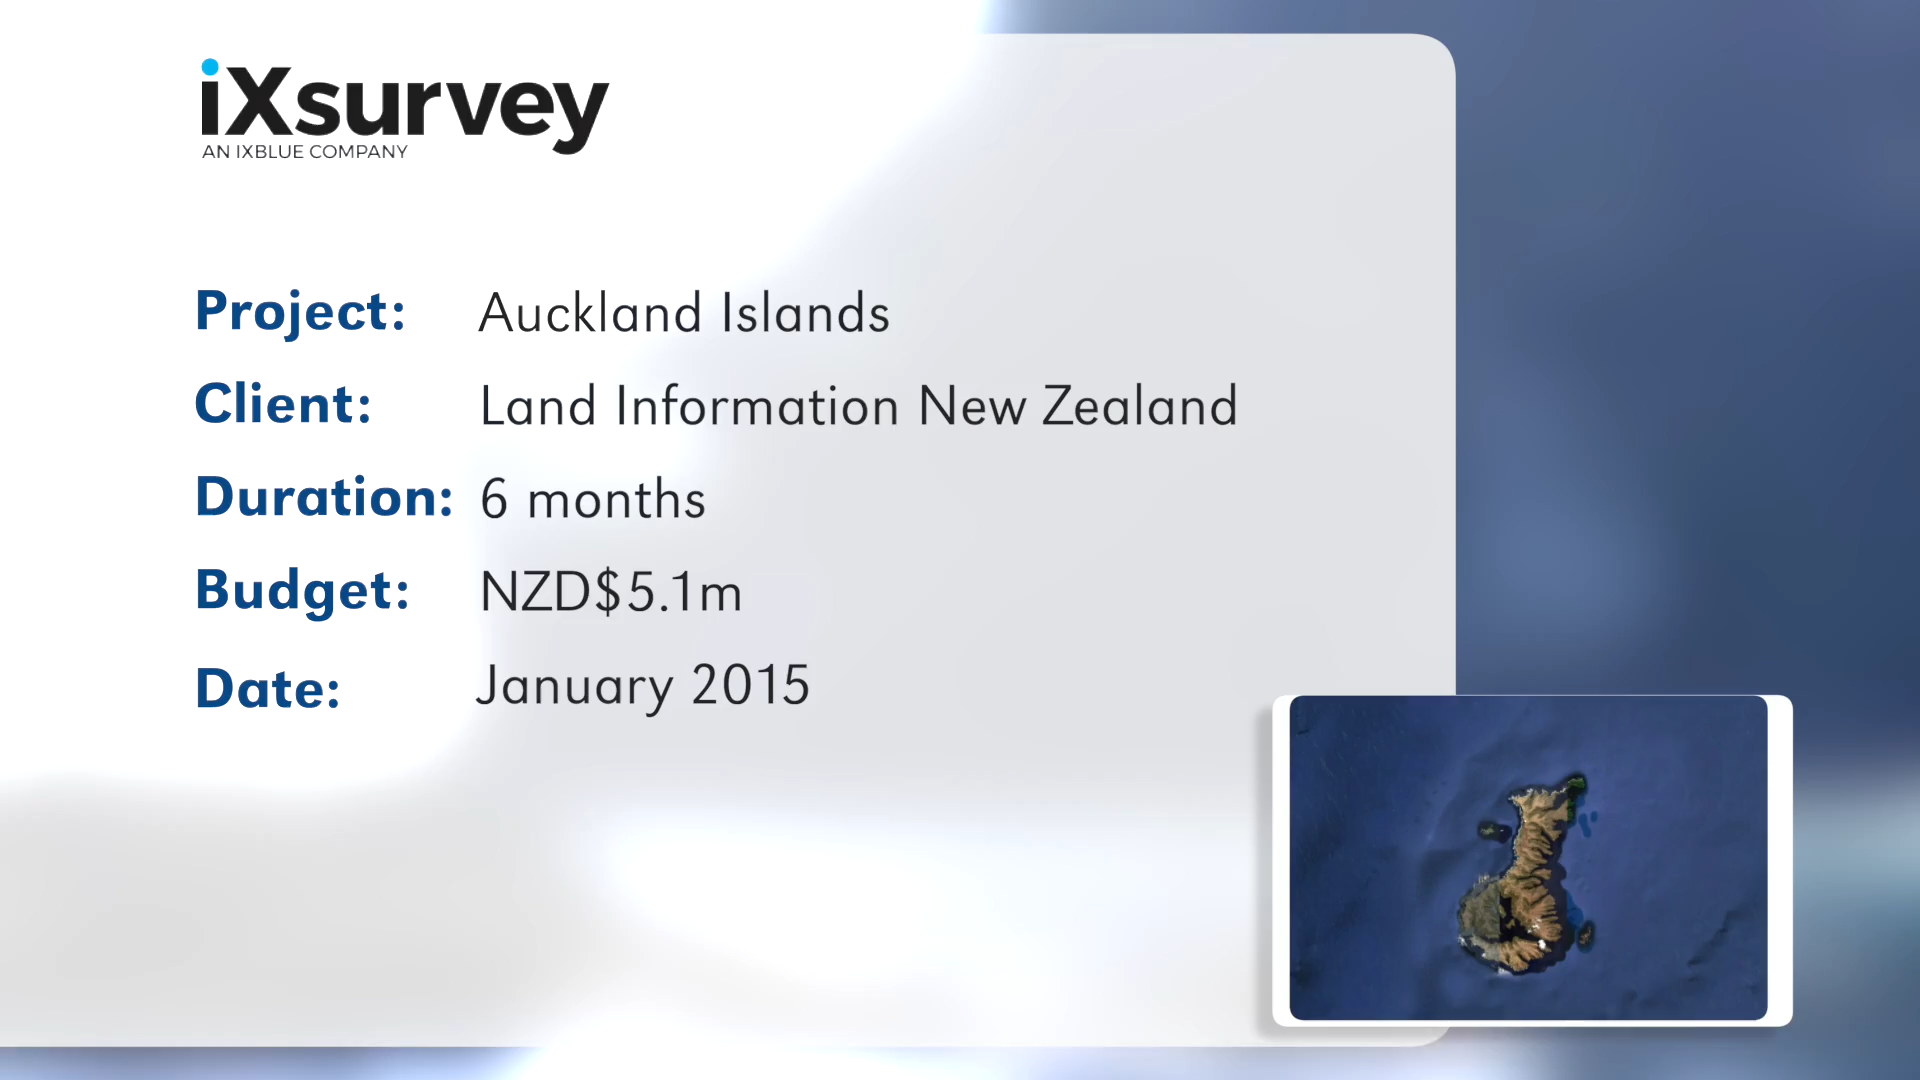 iXsurvey
AN IXBLUE COMPANY
Project: Auckland Islands
Client: Land Information New Zealand
Duration: 6 months
Budget: NZD$5.1m
Date: January 2015